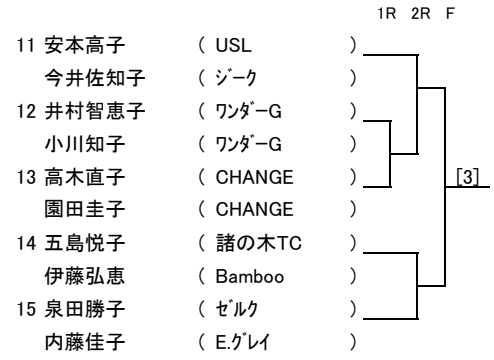 1R 2R F
11 安本高子 ( USL )
今井佐知子 ( ジーク )
12 井村智恵子 ( ワンダーG )
小川知子 ( ワンダーG )
13 高木直子 ( CHANGE ) [3]
園田圭子 ( CHANGE )
14 五島悦子 ( 諸の木TC )
伊藤弘恵 ( Bamboo )
15 泉田勝子 ( ゼルク )
内藤佳子 ( E.グレイ )